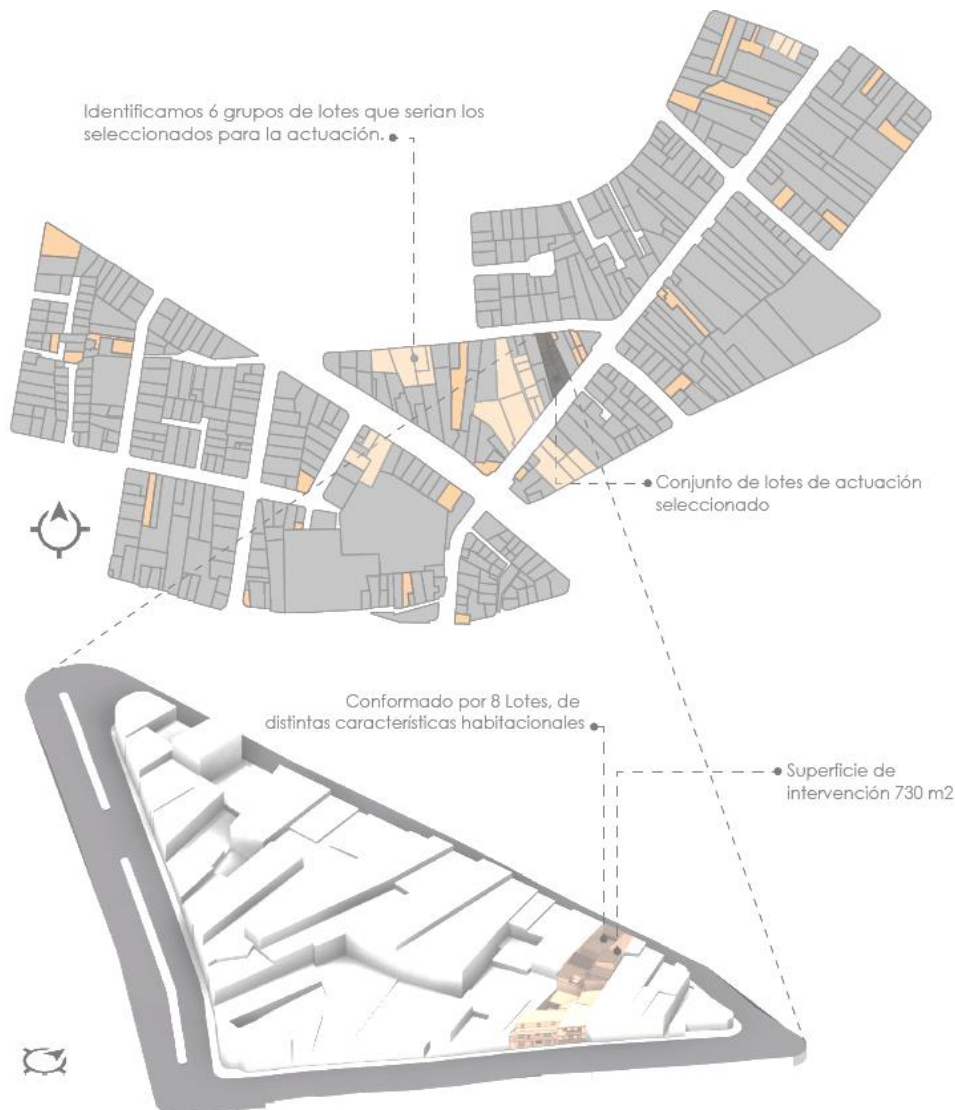 Identificamos 6 grupos de lotes que serian los
seleccionados para la actuación.
Conjunto de lotes de actuación
seleccionado
Conformado por 8 Lotes, de
distintas características habitacionales
Superficie de
intervención 730 m2